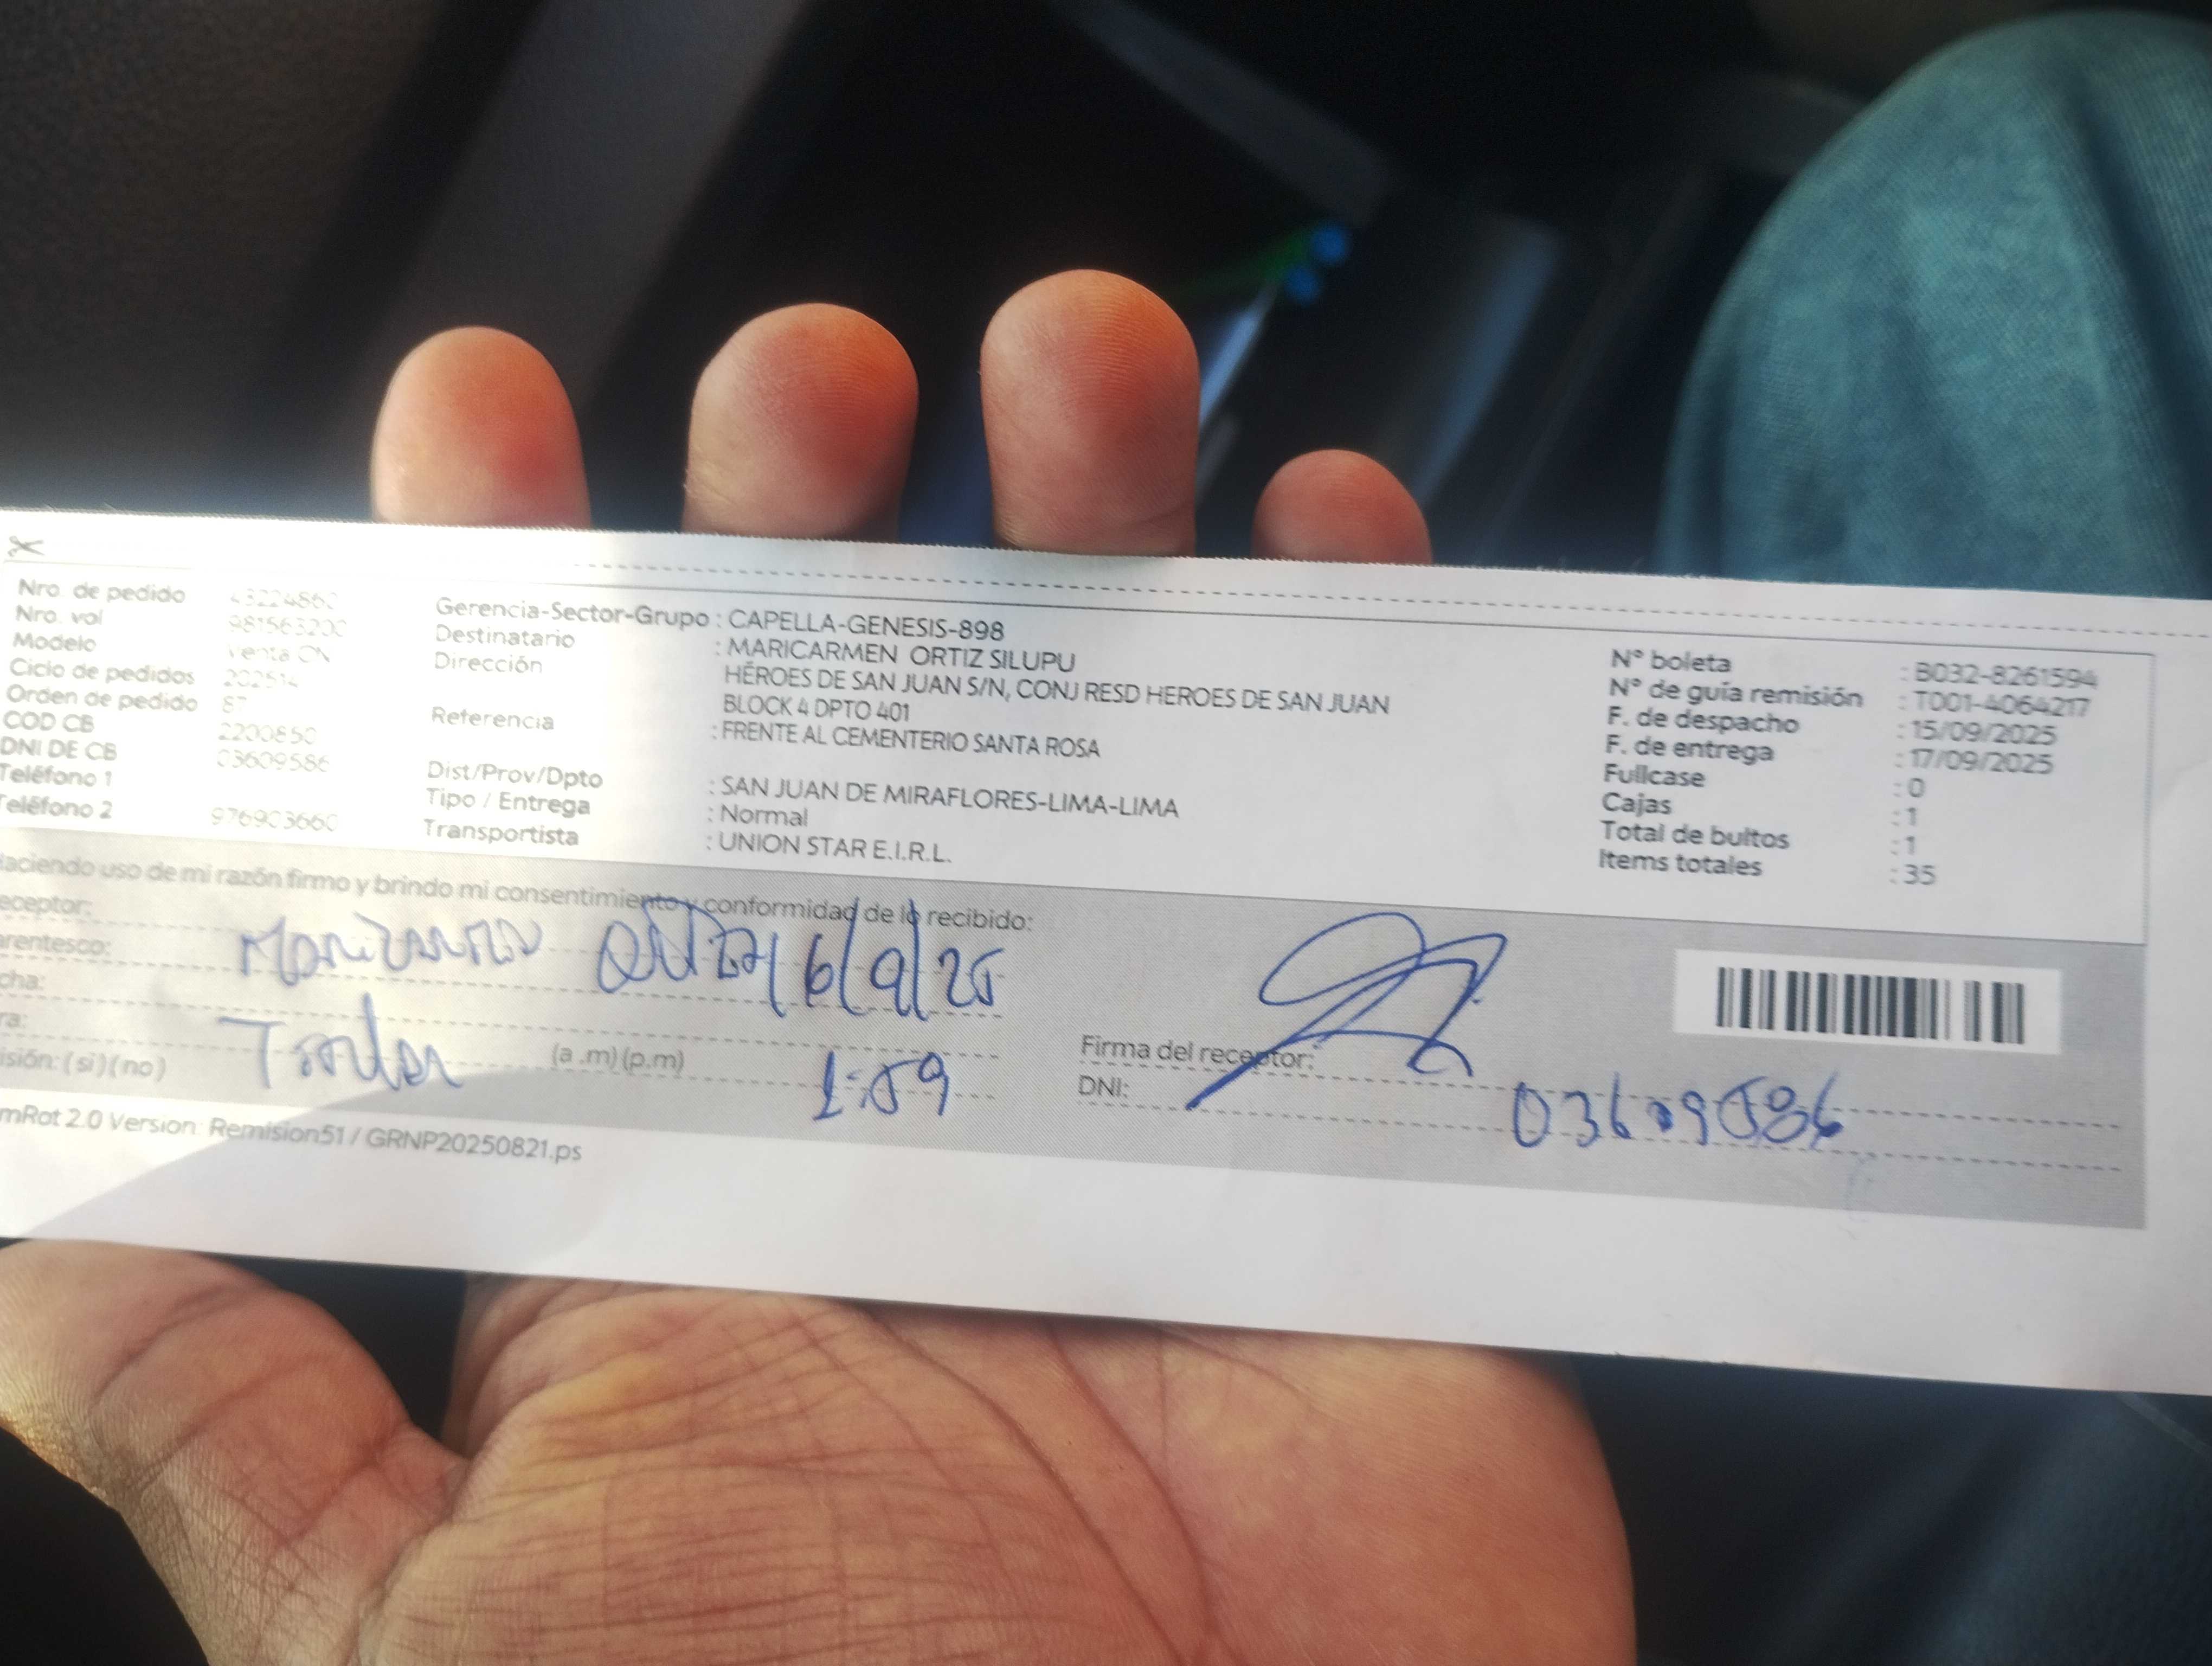 Nro. de pedido 43224860
Nro. vol 981563200
Modelo Venta CN
Ciclo de pedidos 202514
Orden de pedido 87
COD CB 2200850
DNI DE CB 03609586
Teléfono 1
Teléfono 2 976903660
Gerencia-Sector-Grupo : CAPELLA-GENESIS-898
Destinatario : MARICARMEN ORTIZ SILUPU
Dirección HÉROES DE SAN JUAN S/N, CONJ RESD HEROES DE SAN JUAN
BLOCK 4 DPTO 401
Referencia : FRENTE AL CEMENTERIO SANTA ROSA
Dist/Prov/Dpto : SAN JUAN DE MIRAFLORES-LIMA-LIMA
Tipo / Entrega : Normal
Transportista : UNION STAR E.I.R.L.
N° boleta : B032-8261594
N° de guía remisión : T001-4064217
F. de despacho : 15/09/2025
F. de entrega : 17/09/2025
Fullcase : 0
Cajas : 1
Total de bultos : 1
Items totales : 35
Haciendo uso de mi razón firmo y brindo mi consentimiento y conformidad de lo recibido:
eceptor:
arentesco: 16/9/25
cha:
ra: (a .m) (p.m) 1:59
isión: ( si ) ( no )
Firma del receptor:
DNI: 03609586
mRot 2.0 Version: Remision51 / GRNP20250821.ps